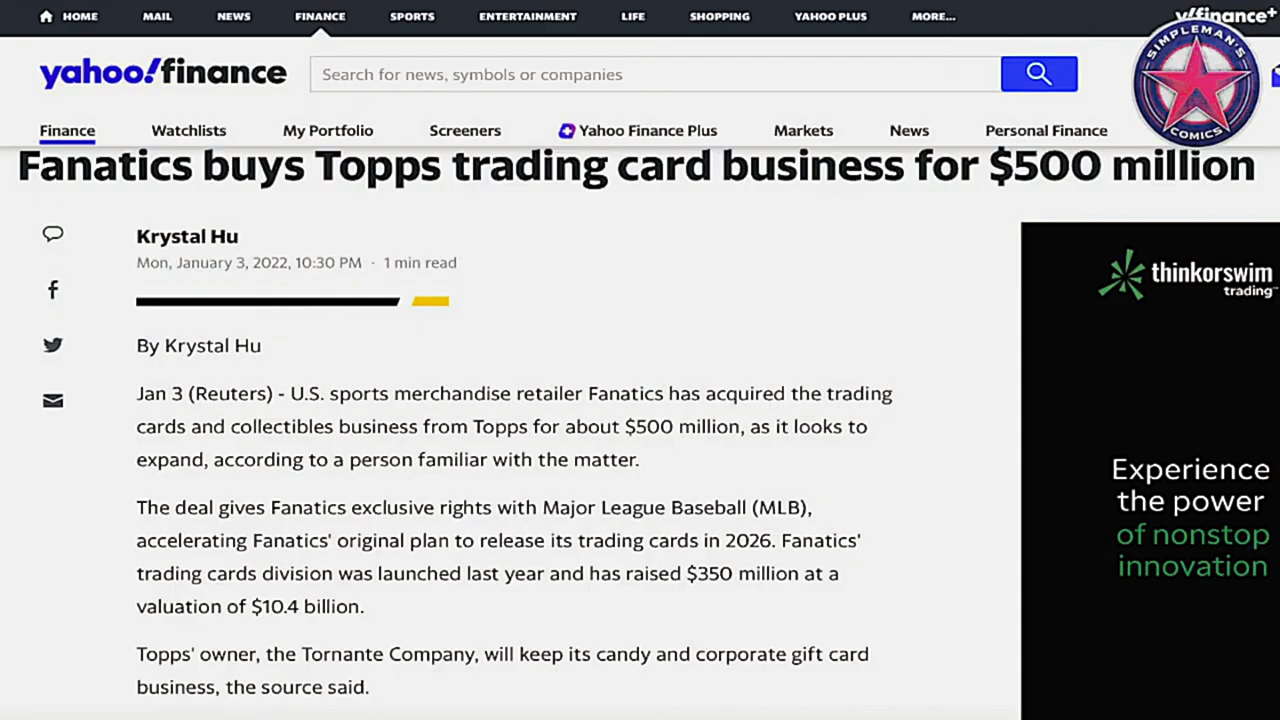 HOME MAIL NEWS FINANCE SPORTS ENTERTAINMENT LIFE SHOPPING YAHOO PLUS MORE...
y!finance+
SIMPLEMAN'S
COMICS
yahoo!finance
Search for news, symbols or companies
Finance Watchlists My Portfolio Screeners Yahoo Finance Plus Markets News Personal Finance
Fanatics buys Topps trading card business for $500 million
Krystal Hu
Mon, January 3, 2022, 10:30 PM · 1 min read
By Krystal Hu
Jan 3 (Reuters) - U.S. sports merchandise retailer Fanatics has acquired the trading
cards and collectibles business from Topps for about $500 million, as it looks to
expand, according to a person familiar with the matter.
The deal gives Fanatics exclusive rights with Major League Baseball (MLB),
accelerating Fanatics' original plan to release its trading cards in 2026. Fanatics'
trading cards division was launched last year and has raised $350 million at a
valuation of $10.4 billion.
Topps' owner, the Tornante Company, will keep its candy and corporate gift card
business, the source said.
thinkorswim
trading™
Experience
the power
of nonstop
innovation